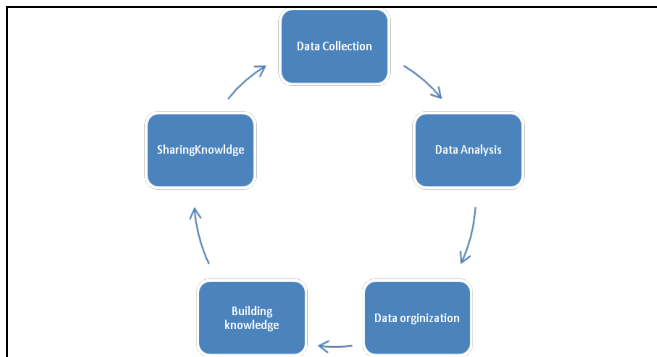 Data Collection
Data Analysis
Data orginization
Building
knowledge
SharingKnowldge